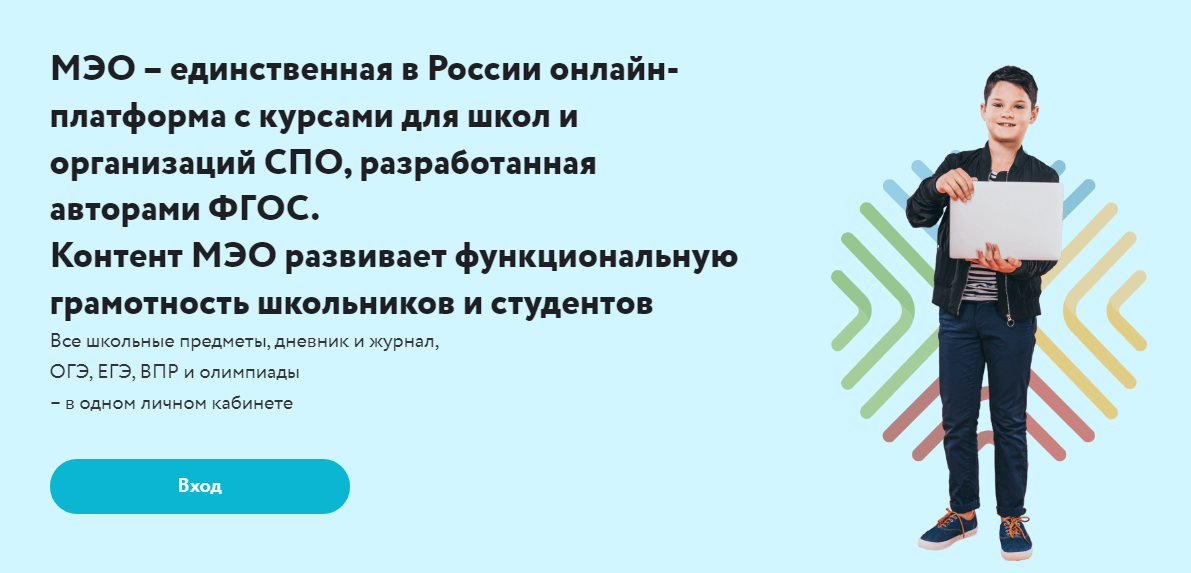 МЭО – единственная в России онлайн-
платформа с курсами для школ и
организаций СПО, разработанная
авторами ФГОС.
Контент МЭО развивает функциональную
грамотность школьников и студентов
Все школьные предметы, дневник и журнал,
ОГЭ, ЕГЭ, ВПР и олимпиады
– в одном личном кабинете
Вход